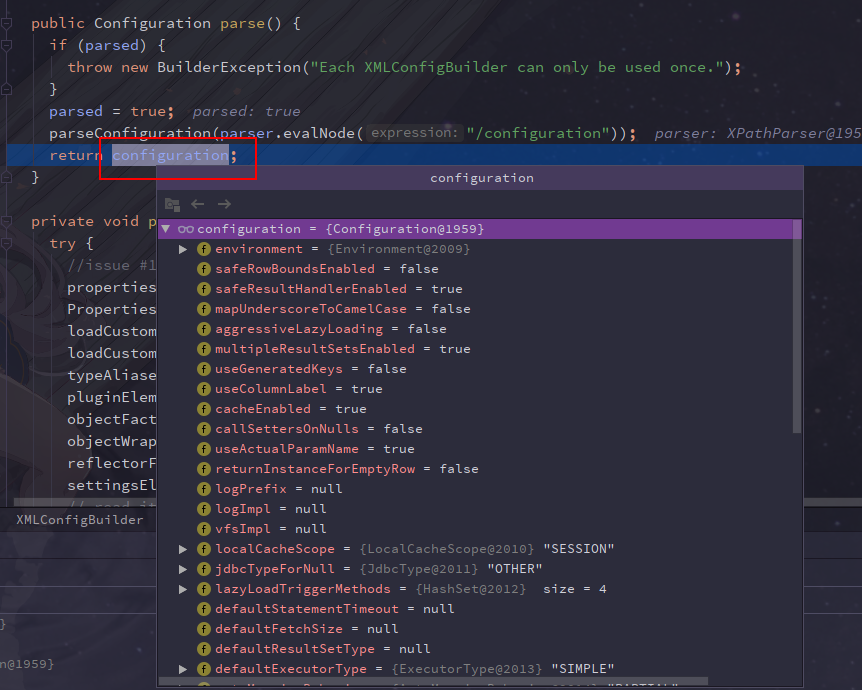 public Configuration parse() {
if (parsed) {
throw new BuilderException("Each XMLConfigBuilder can only be used once.");
}
parsed = true; parsed: true
parseConfiguration(parser.evalNode( expression: "/configuration")); parser: XPathParser@195
return configuration;
}
configuration
private void p
try {
//issue #1
properties
Properties
loadCustom
loadCustom
typeAliase
pluginElem
objectFact
objectWrap
reflectorF
settingsEl
configuration = {Configuration@1959}
environment = {Environment@2009}
safeRowBoundsEnabled = false
safeResultHandlerEnabled = true
mapUnderscoreToCamelCase = false
aggressiveLazyLoading = false
multipleResultSetsEnabled = true
useGeneratedKeys = false
useColumnLabel = true
cacheEnabled = true
callSettersOnNulls = false
useActualParamName = true
returnInstanceForEmptyRow = false
logPrefix = null
logImpl = null
vfsImpl = null
localCacheScope = {LocalCacheScope@2010} "SESSION"
jdbcTypeForNull = {JdbcType@2011} "OTHER"
lazyLoadTriggerMethods = {HashSet@2012} size = 4
defaultStatementTimeout = null
defaultFetchSize = null
defaultResultSetType = null
defaultExecutorType = {ExecutorType@2013} "SIMPLE"
XMLConfigBuilder
}
n@1959}